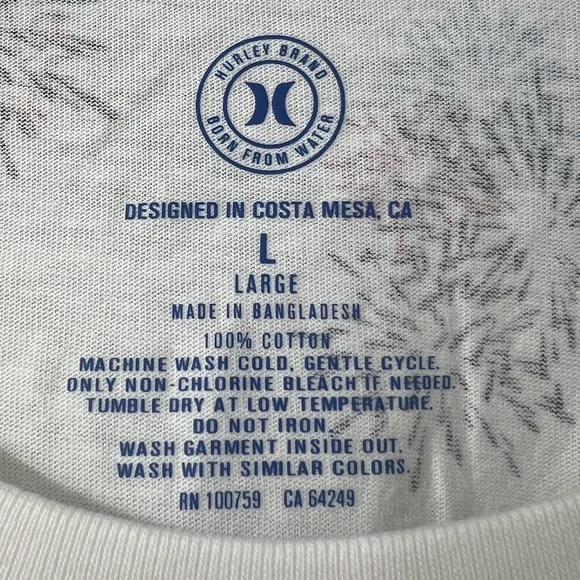 HURLEY BRAND
BORN FROM WATER
DESIGNED IN COSTA MESA, CA
L
LARGE
MADE IN BANGLADESH
100% COTTON
MACHINE WASH COLD, GENTLE CYCLE.
ONLY NON-CHLORINE BLEACH IF NEEDED.
TUMBLE DRY AT LOW TEMPERATURE.
DO NOT IRON.
WASH GARMENT INSIDE OUT.
WASH WITH SIMILAR COLORS.
RN 100759 CA 64249